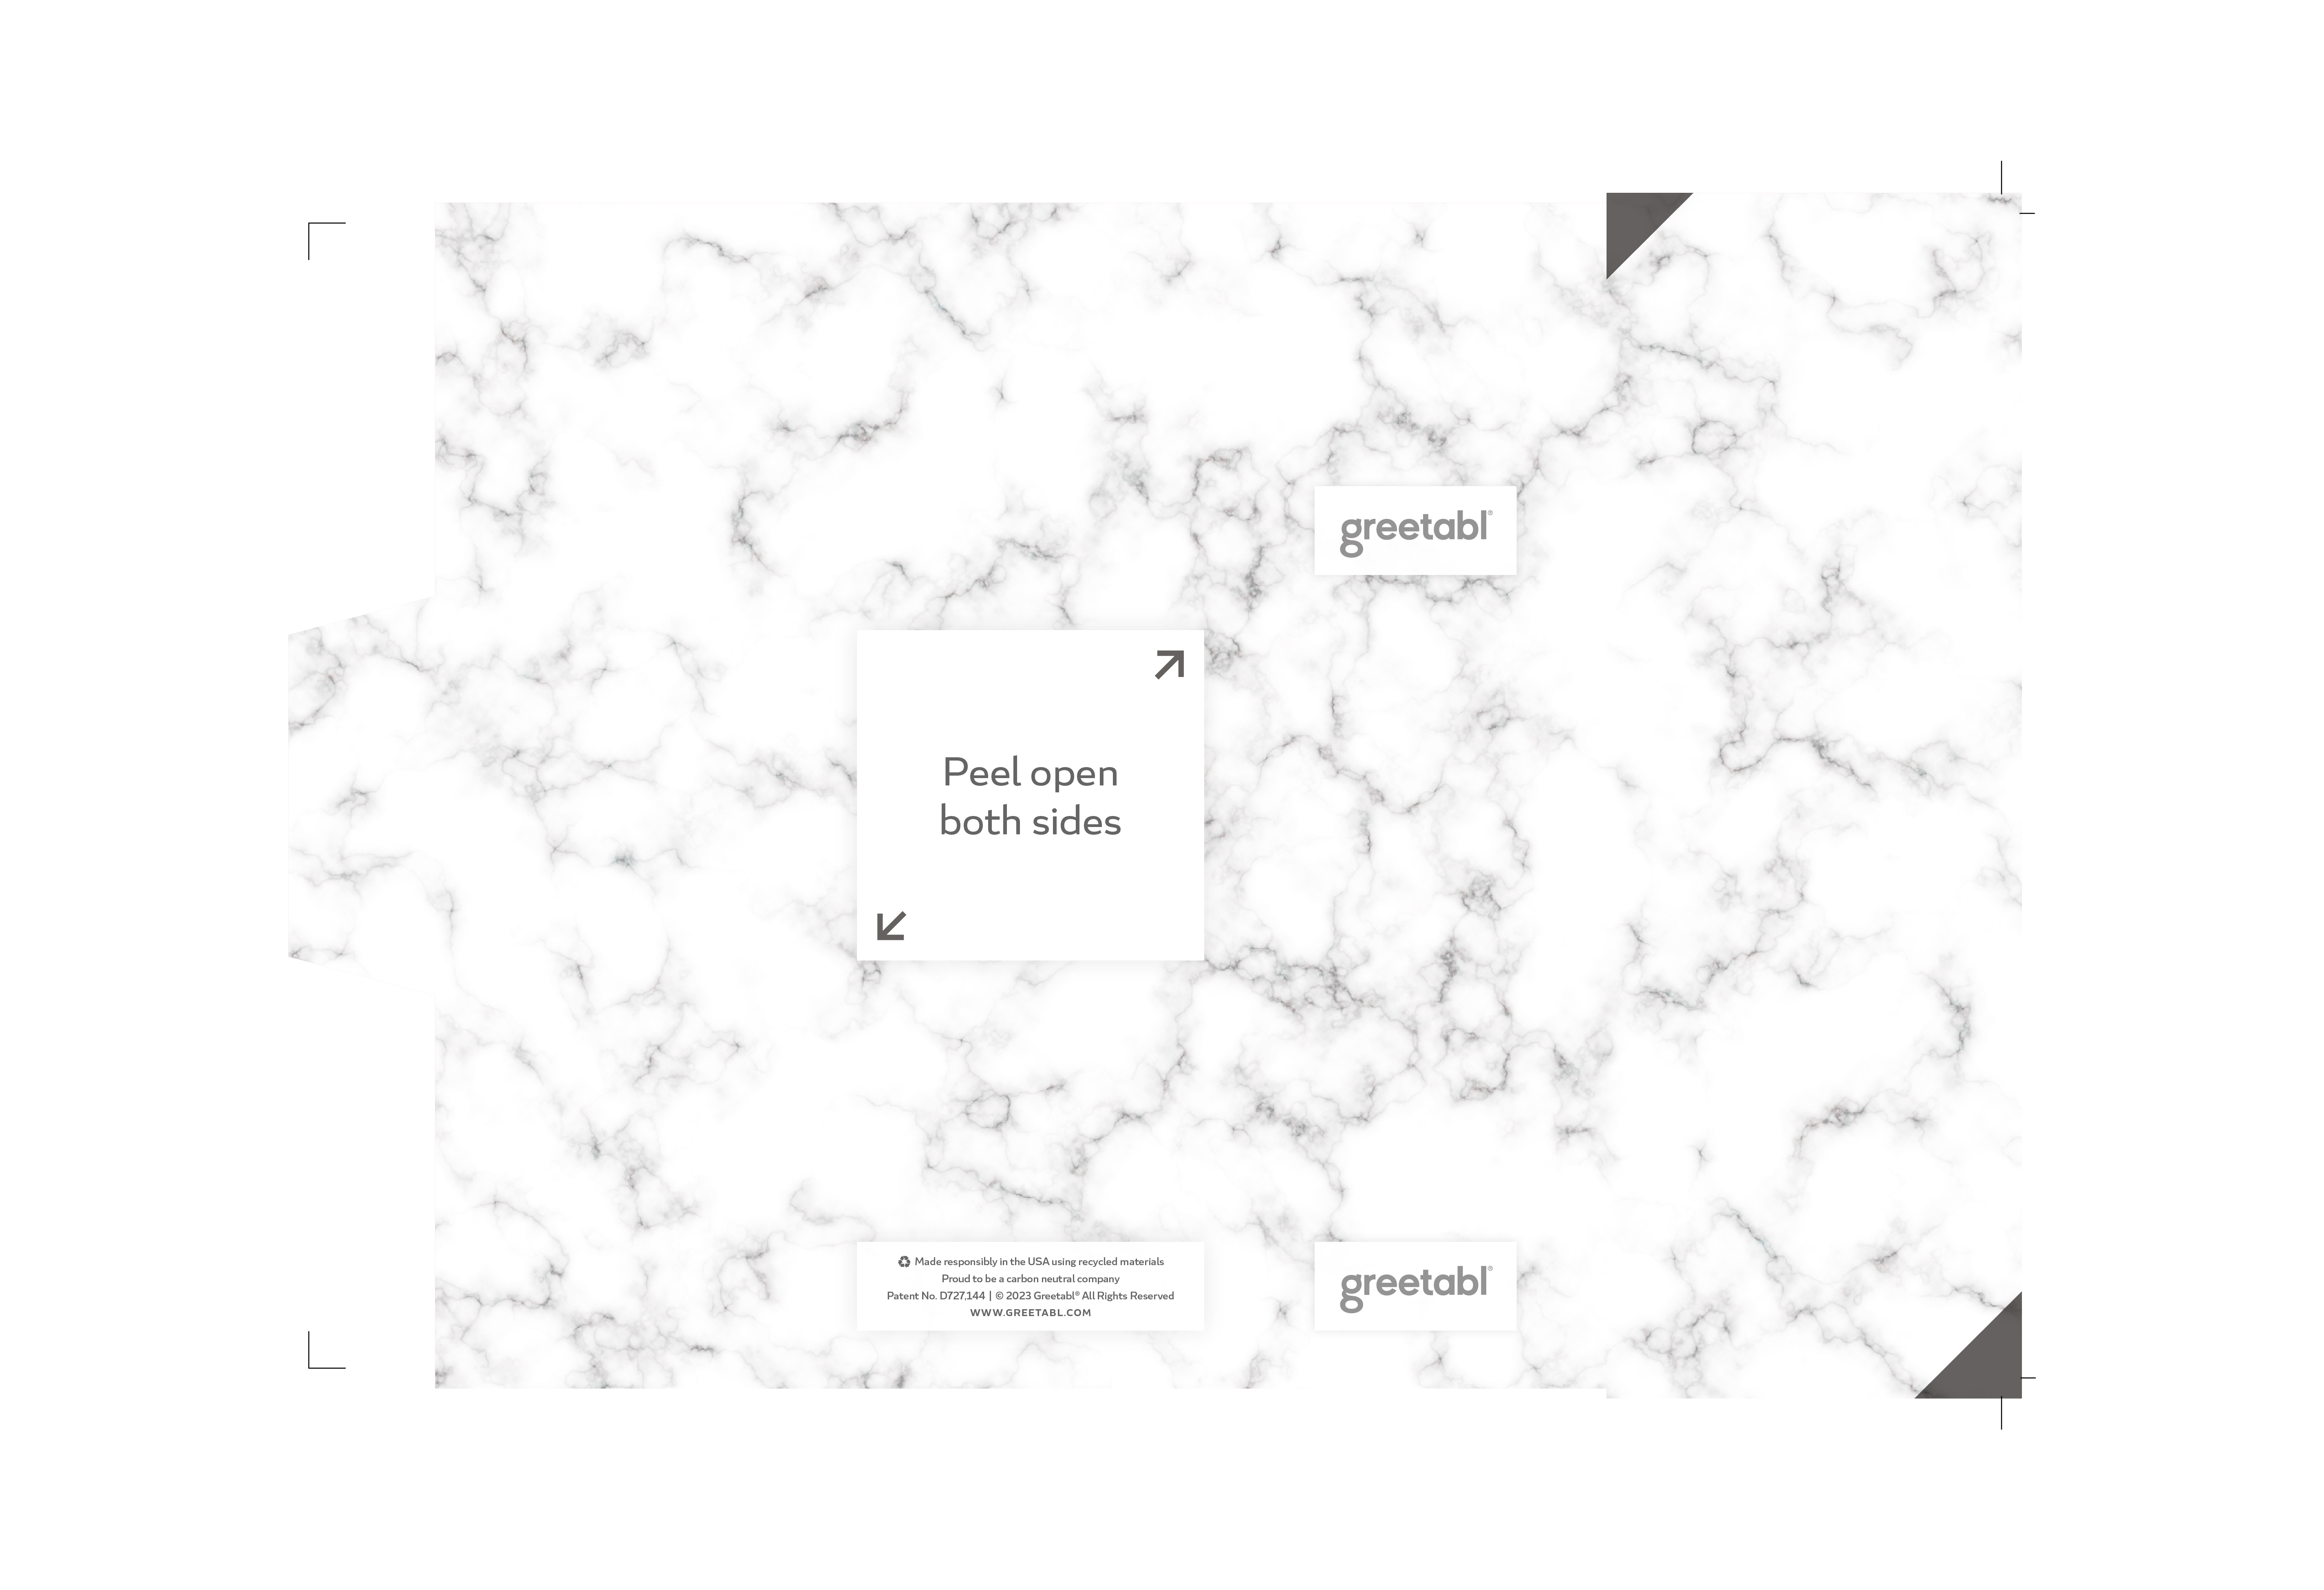 greetabl®
Peel open
both sides
♻ Made responsibly in the USA using recycled materials
Proud to be a carbon neutral company
Patent No. D727,144 | © 2023 Greetabl® All Rights Reserved
WWW.GREETABL.COM
greetabl®